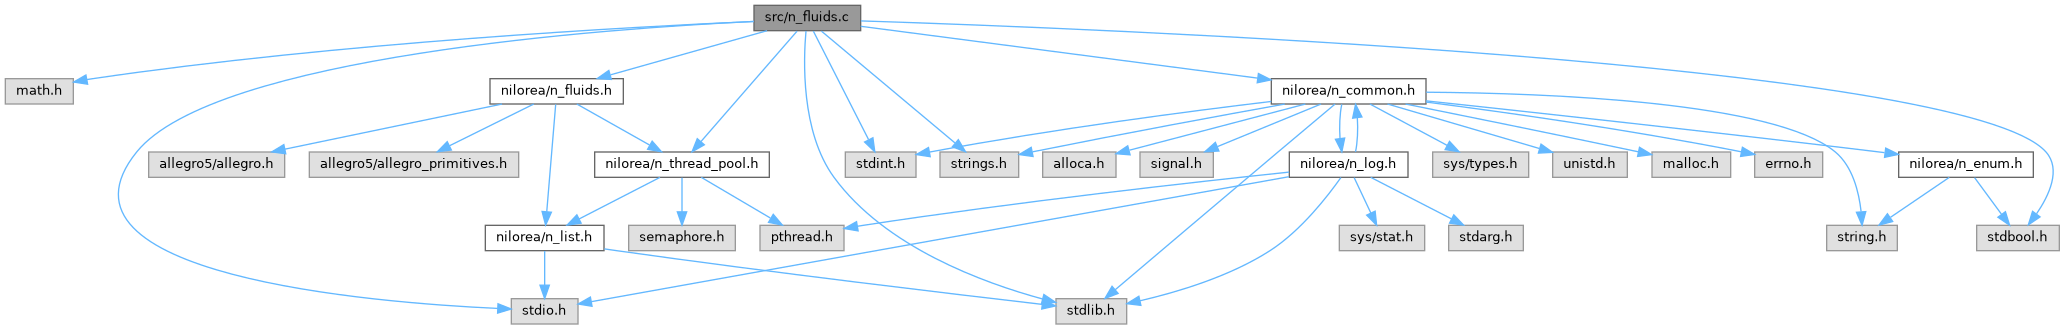 src/n_fluids.c
math.h
nilorea/n_fluids.h
nilorea/n_common.h
allegro5/allegro.h
allegro5/allegro_primitives.h
nilorea/n_thread_pool.h
stdint.h
strings.h
alloca.h
signal.h
nilorea/n_log.h
sys/types.h
unistd.h
malloc.h
errno.h
nilorea/n_enum.h
nilorea/n_list.h
semaphore.h
pthread.h
sys/stat.h
stdarg.h
string.h
stdbool.h
stdio.h
stdlib.h